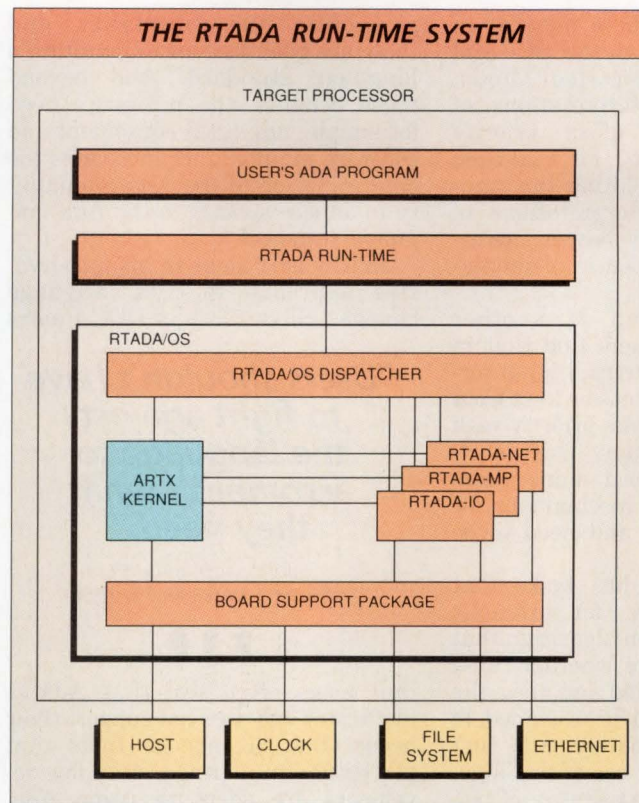 THE RTADA RUN-TIME SYSTEM
TARGET PROCESSOR
USER'S ADA PROGRAM
RTADA RUN-TIME
RTADA/OS
RTADA/OS DISPATCHER
ARTX
KERNEL
RTADA-NET
RTADA-MP
RTADA-IO
BOARD SUPPORT PACKAGE
HOST
CLOCK
FILE
SYSTEM
ETHERNET